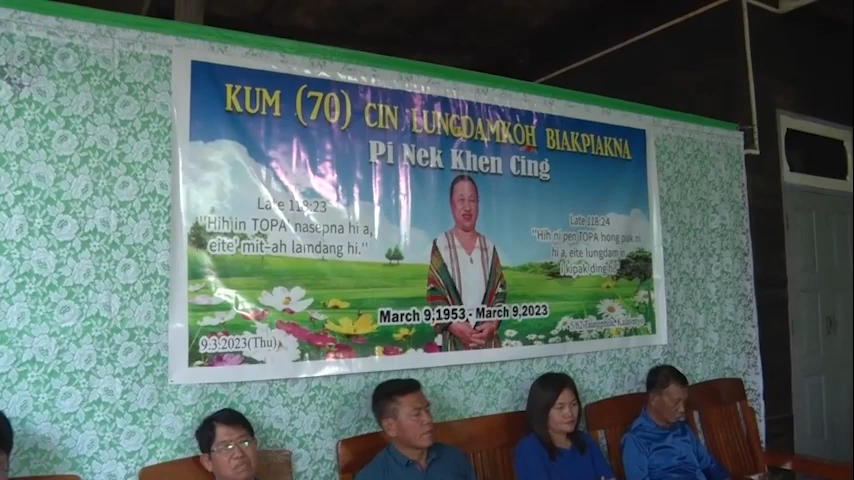 KUM (70) CIN LUNGDAMKOH BIAKPIAKNA
Pi Nek Khen Cing
Late 118:23
"Hih in TOPA nasepna hi a,
eite' mit-ah lamdang hi."
Late 118:24
"Hih ni pen TOPA hong piak ni
hi a, eite lungdam in
i kipak ding hi
March 9,1953 - March 9,2023
9.3.2023(Thu)